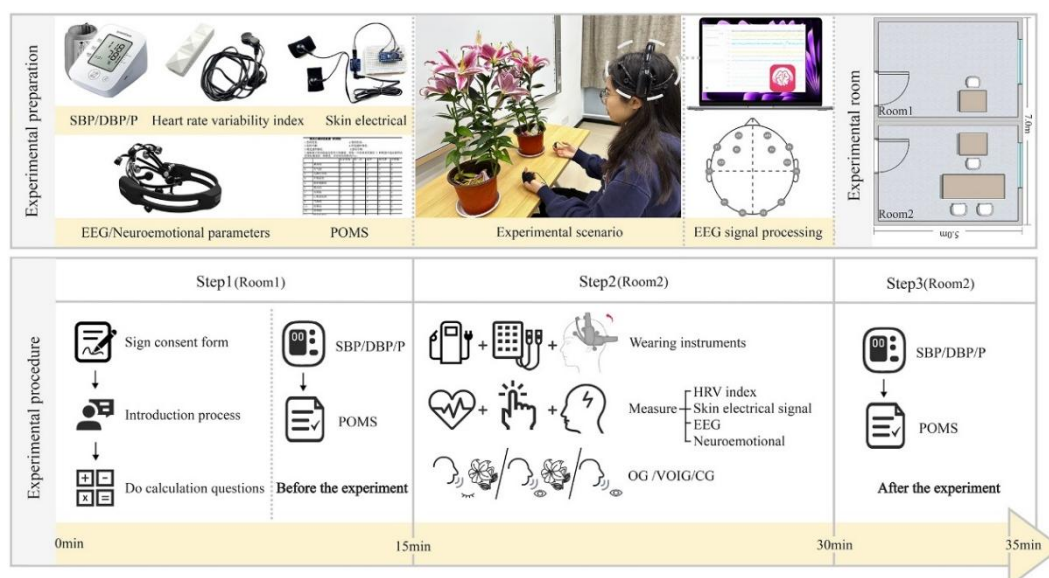 Experimental preparation
SBP/DBP/P
Heart rate variability index
Skin electrical
EEG/Neuroemotional parameters
POMS
Experimental scenario
EEG signal processing
Experimental room
Room1
Room2
7.0m
5.0m
Experimental procedure
Step1(Room1)
Step2(Room2)
Step3(Room2)
Sign consent form
Introduction process
Do calculation questions
SBP/DBP/P
POMS
Before the experiment
Wearing instruments
Measure
HRV index
Skin electrical signal
EEG
Neuroemotional
OG /VOIG/CG
SBP/DBP/P
POMS
After the experiment
0min
15min
30min
35min